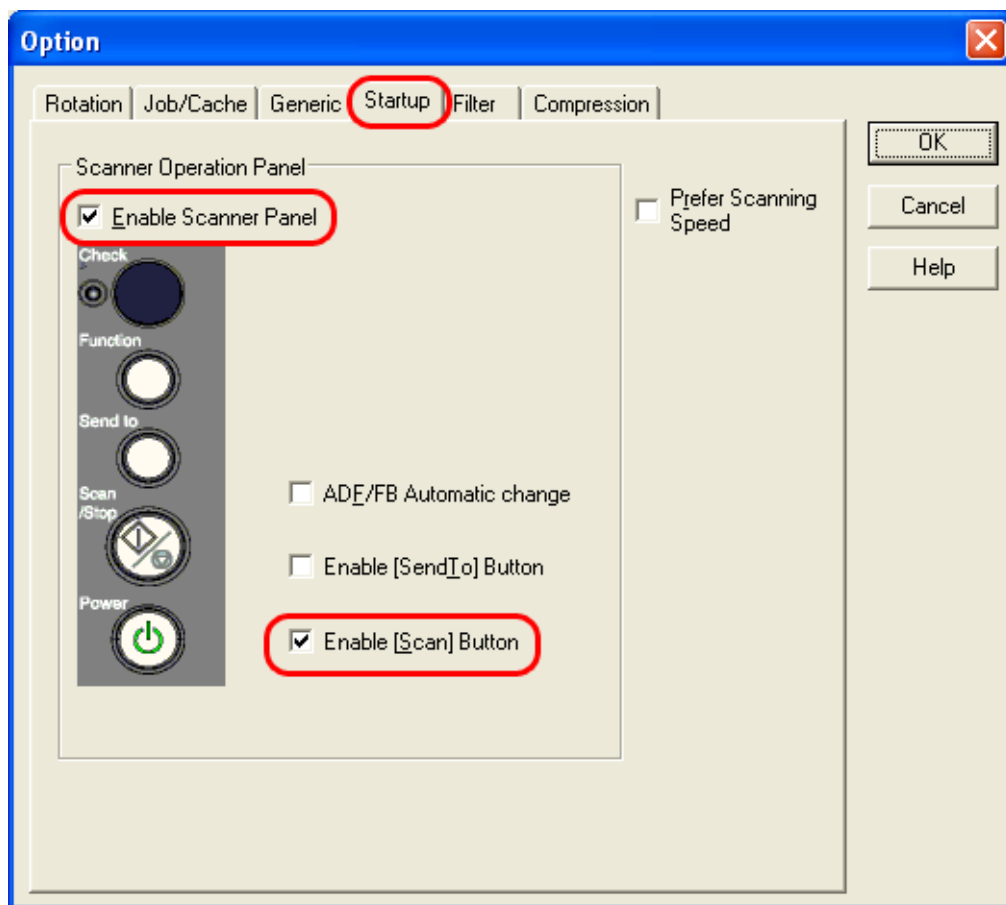 Option
Rotation Job/Cache Generic Startup Filter Compression
OK
Cancel
Help
Scanner Operation Panel
Enable Scanner Panel
Prefer Scanning
Speed
Check
Function
Send to
Scan
/Stop
Power
ADF/FB Automatic change
Enable [SendTo] Button
Enable [Scan] Button